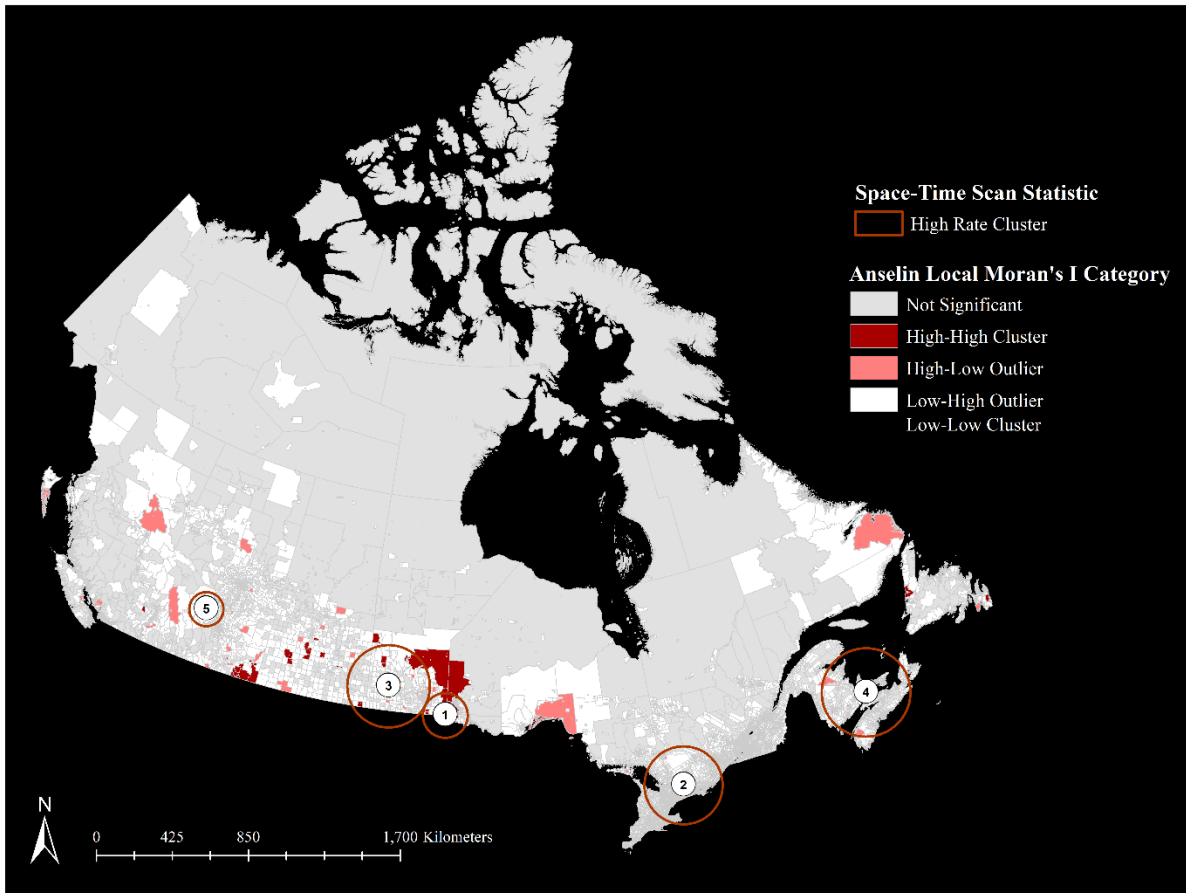 Space-Time Scan Statistic
High Rate Cluster
Anselin Local Moran's I Category
Not Significant
High-High Cluster
High-Low Outlier
Low-High Outlier
Low-Low Cluster
5
3
1
4
2
N
0 425 850 1,700 Kilometers